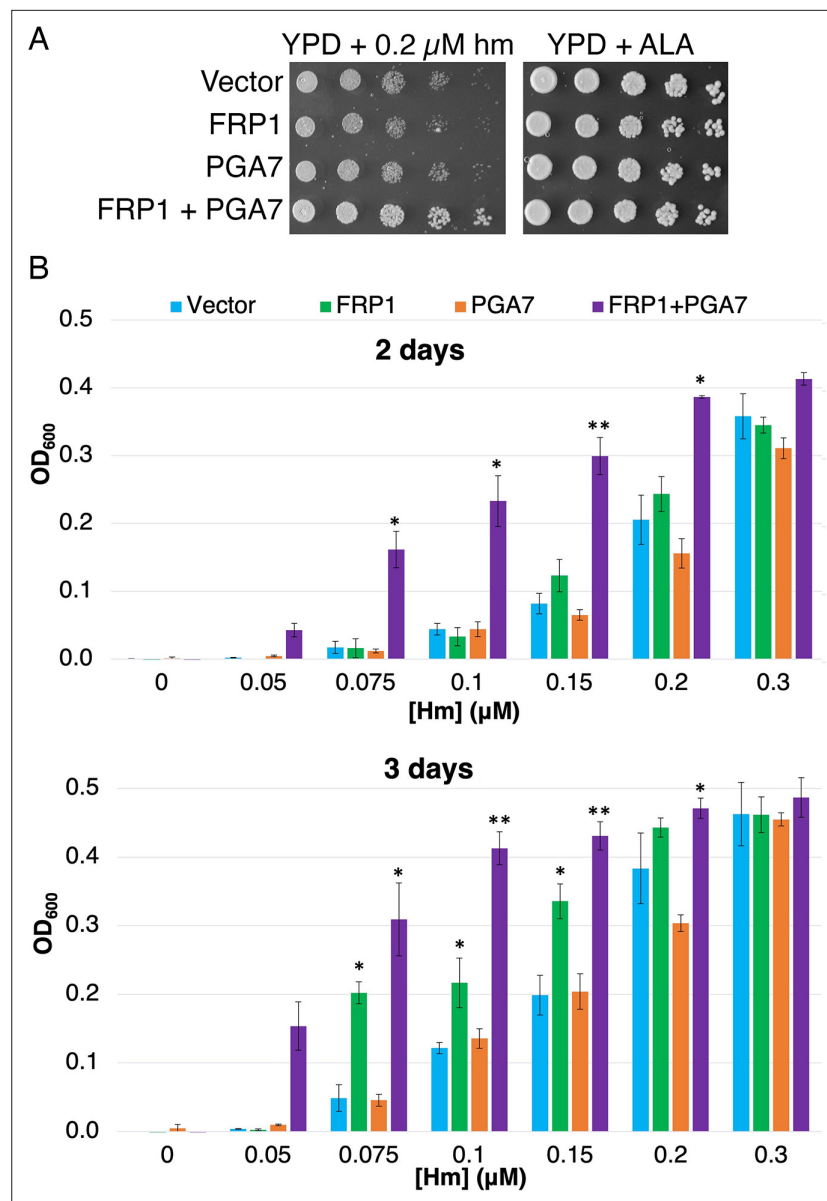 A
YPD + 0.2 µM hm YPD + ALA
Vector
FRP1
PGA7
FRP1 + PGA7
B
Vector FRP1 PGA7 FRP1+PGA7
2 days
OD600
0.5
0.4
0.3
0.2
0.1
0.0
* * ** *
0 0.05 0.075 0.1 0.15 0.2 0.3
[Hm] (µM)
3 days
OD600
0.5
0.4
0.3
0.2
0.1
0.0
* * * ** * ** *
0 0.05 0.075 0.1 0.15 0.2 0.3
[Hm] (µM)